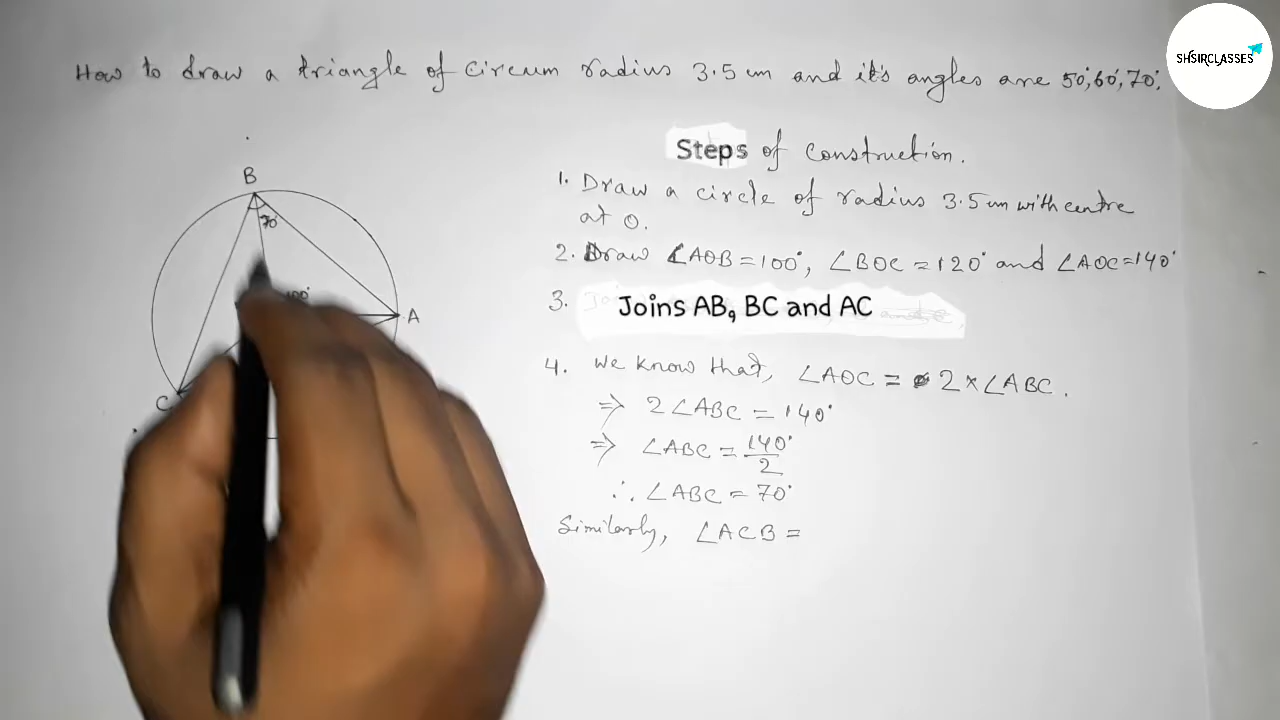 SHSIRCLASSES
How to draw a triangle of circum radius 3.5 cm and it's angles are 50°, 60°, 70°.
Steps of construction.
1. Draw a circle of radius 3.5 cm with centre
at O.
2. Draw ∠AOB = 100°, ∠BOC = 120° and ∠AOC = 140°
3. Joins AB, BC and AC
4. We know that, ∠AOC = 2 × ∠ABC.
⇒ 2∠ABC = 140°
⇒ ∠ABC = 140°/2
∴ ∠ABC = 70°
Similarly, ∠ACB =
B
70°
100°
A
C